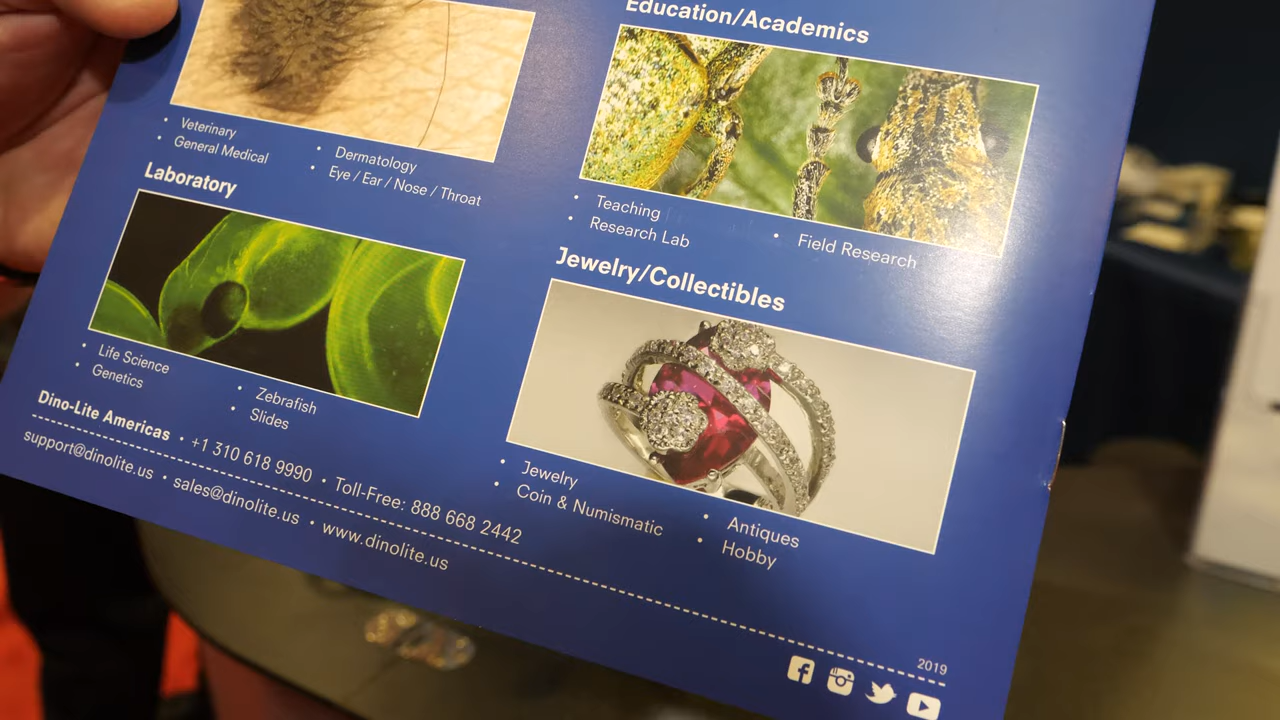 • Veterinary
• General Medical
• Dermatology
• Eye / Ear / Nose / Throat
Laboratory
• Life Science
• Genetics
• Zebrafish
• Slides
Education/Academics
• Teaching
• Research Lab
• Field Research
Jewelry/Collectibles
• Jewelry
• Coin & Numismatic
• Antiques
• Hobby
Dino-Lite Americas • +1 310 618 9990 • Toll-Free: 888 668 2442
support@dinolite.us • sales@dinolite.us • www.dinolite.us
2019